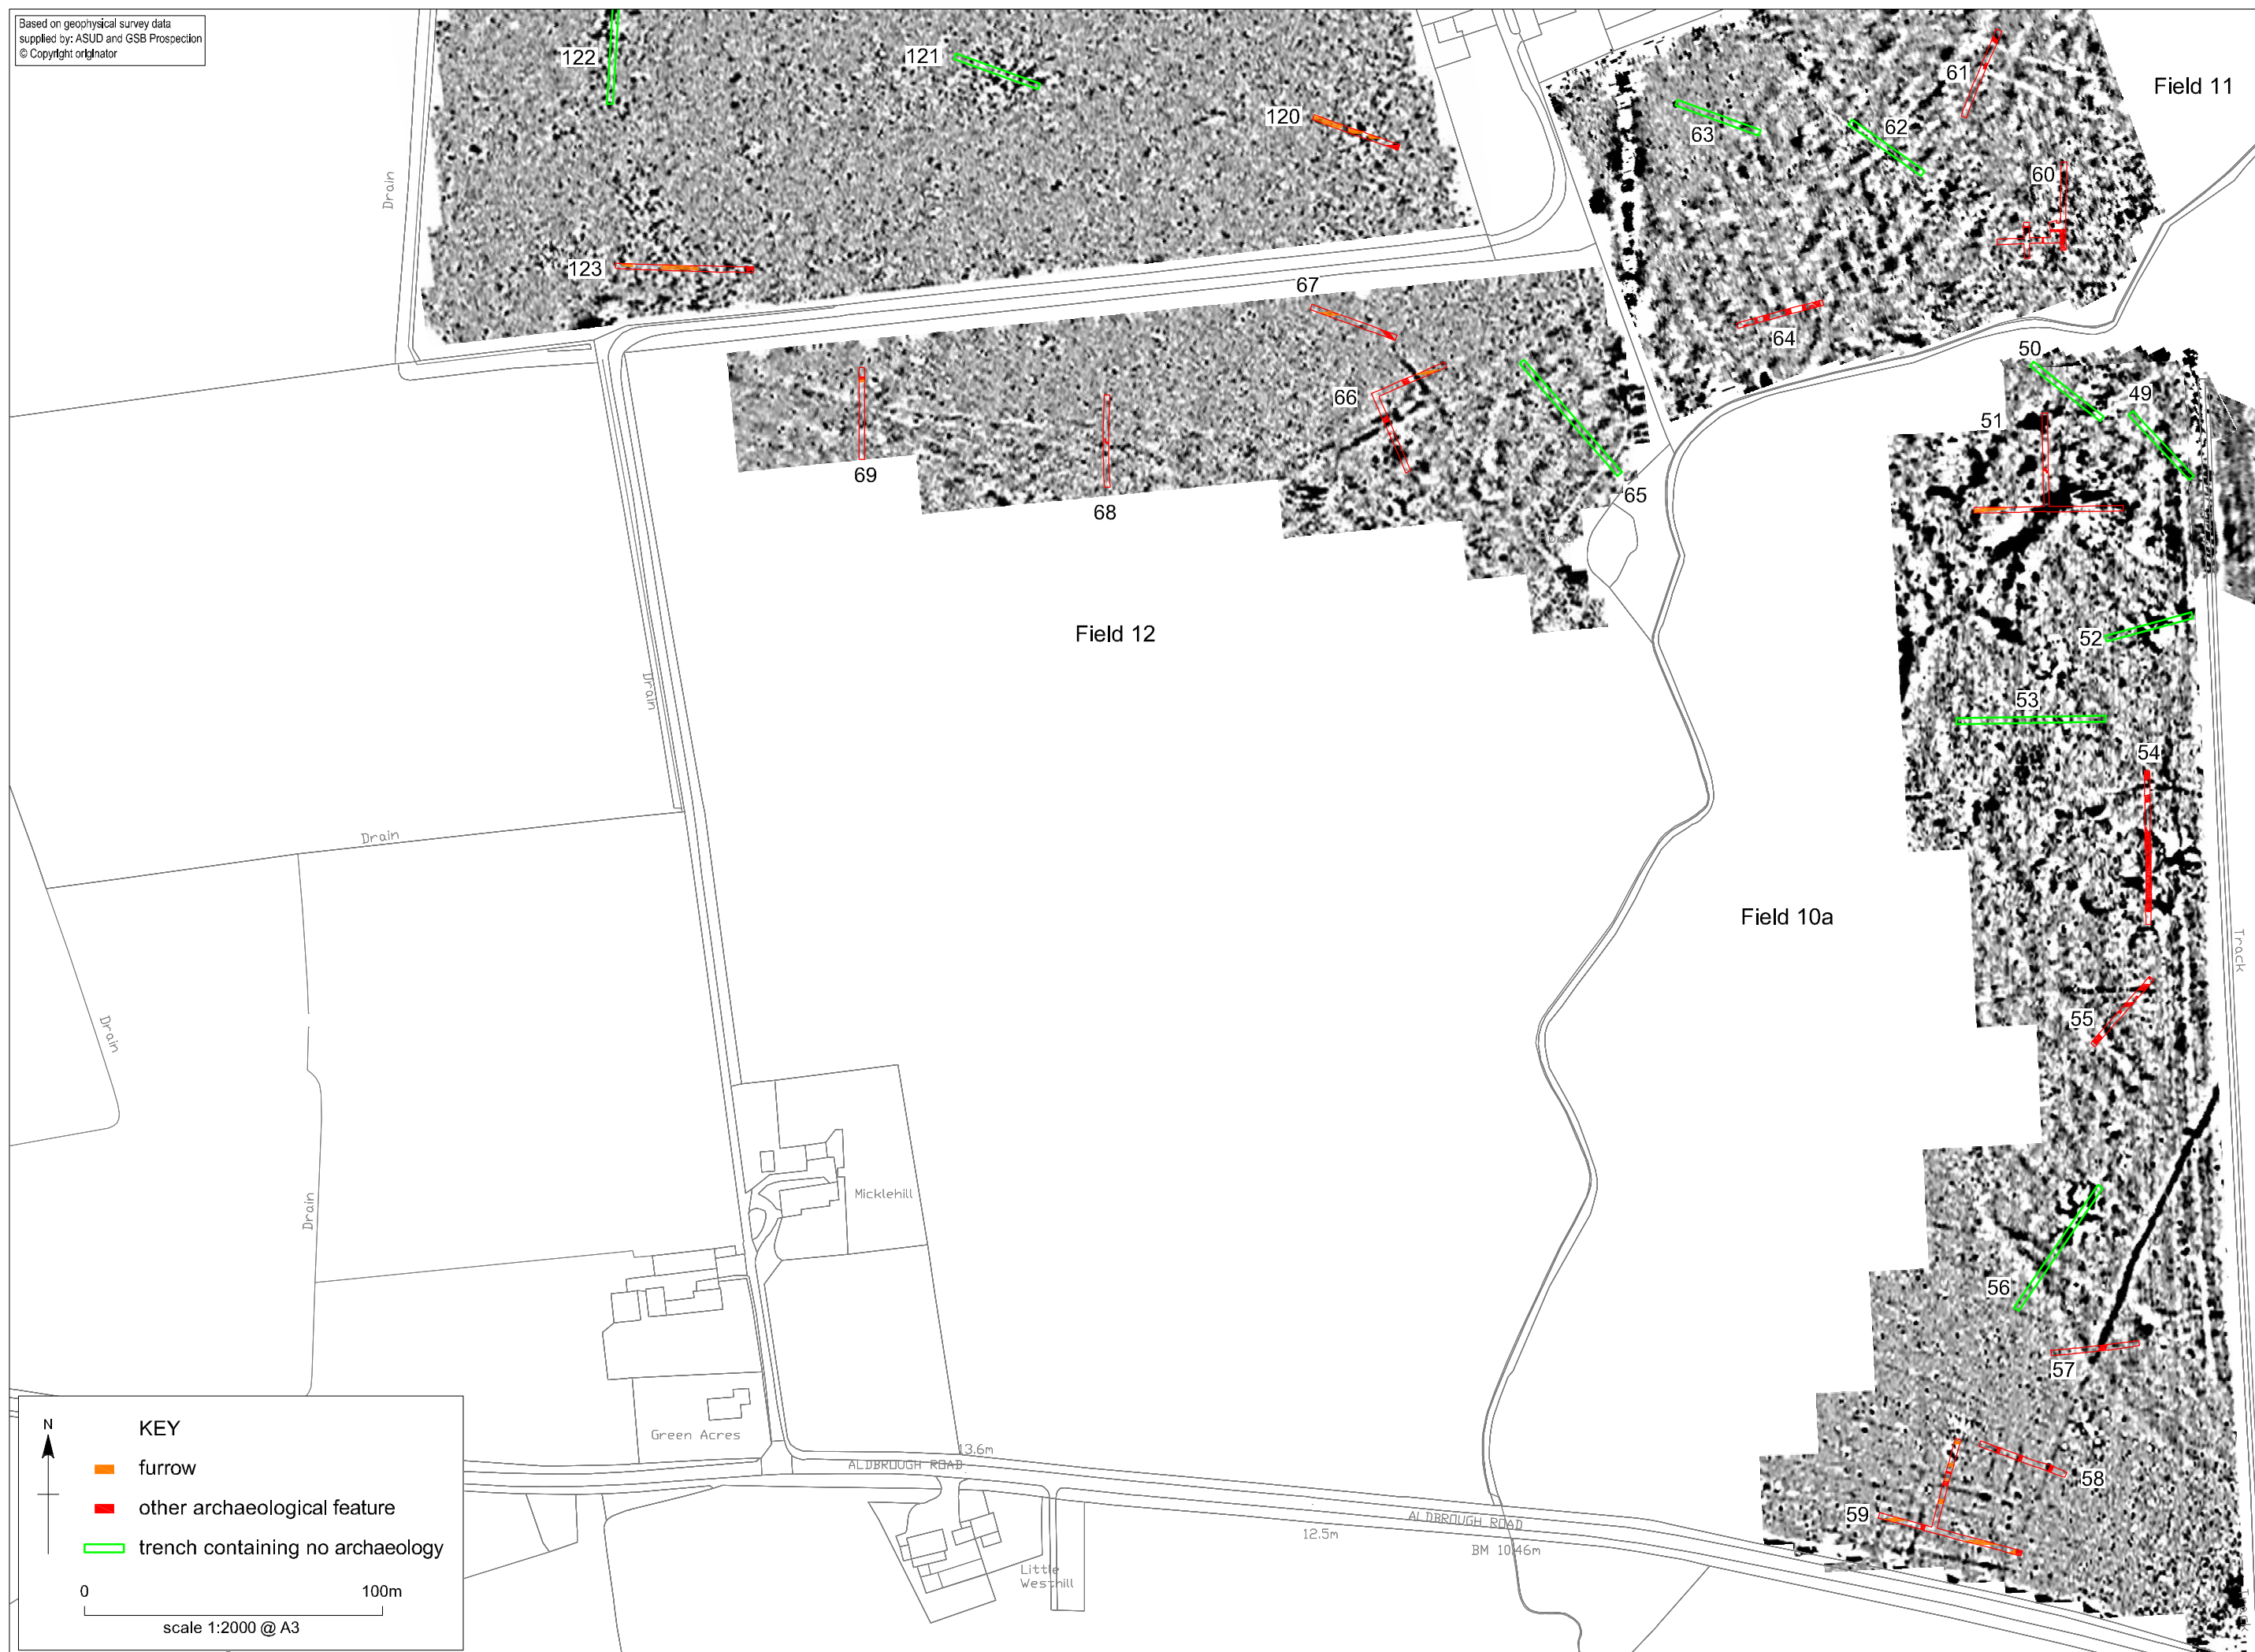 Based on geophysical survey data
supplied by: ASUD and GSB Prospection
© Copyright originator
122
121
120
123
61
Field 11
63
62
60
64
67
66
65
69
68
50
49
51
52
53
54
55
56
57
58
59
Drain
Drain
Drain
Drain
Drain
Field 12
Field 10a
Track
Micklehill
Green Acres
13.6m
ALDBROUGH ROAD
ALDBROUGH ROAD
12.5m
BM 10.46m
Little
Westhill
N
KEY
furrow
other archaeological feature
trench containing no archaeology
0 100m
scale 1:2000 @ A3